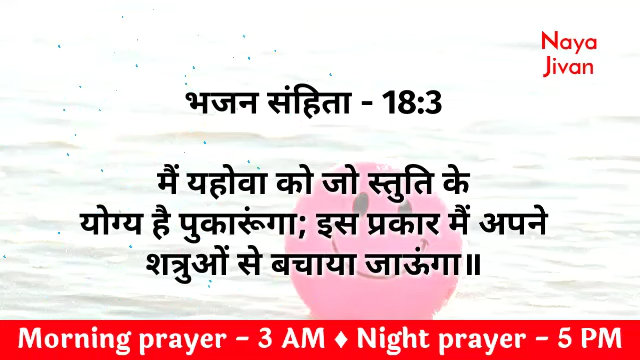 Naya
Jivan
भजन संहिता - 18:3
मैं यहोवा को जो स्तुति के
योग्य है पुकारूंगा; इस प्रकार मैं अपने
शत्रुओं से बचाया जाऊंगा॥
Morning prayer - 3 AM ♦ Night prayer - 5 PM